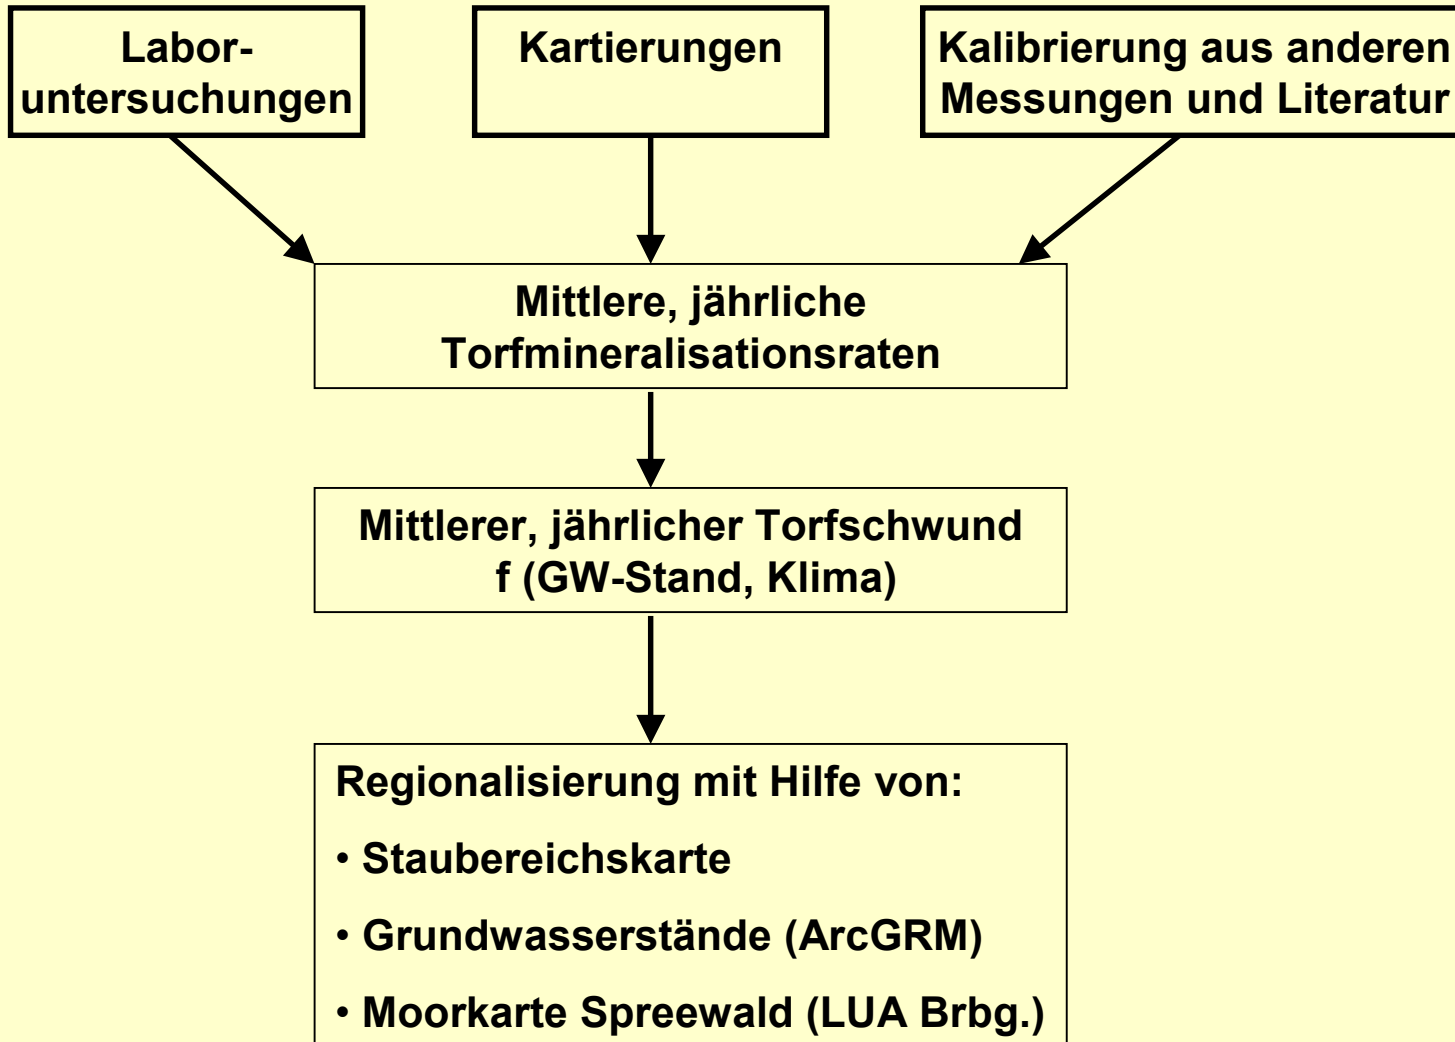 Labor-
untersuchungen
Kartierungen
Kalibrierung aus anderen
Messungen und Literatur
Mittlere, jährliche
Torfmineralisationsraten
Mittlerer, jährlicher Torfschwund
f (GW-Stand, Klima)
Regionalisierung mit Hilfe von:
• Staubereichskarte
• Grundwasserstände (ArcGRM)
• Moorkarte Spreewald (LUA Brbg.)